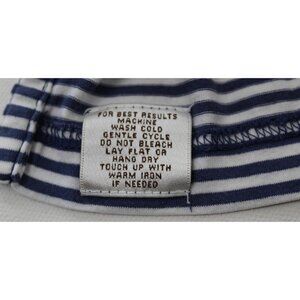 FOR BEST RESULTS
MACHINE
WASH COLD
GENTLE CYCLE
DO NOT BLEACH
LAY FLAT OR
HANG DRY
TOUCH UP WITH
WARM IRON
IF NEEDED